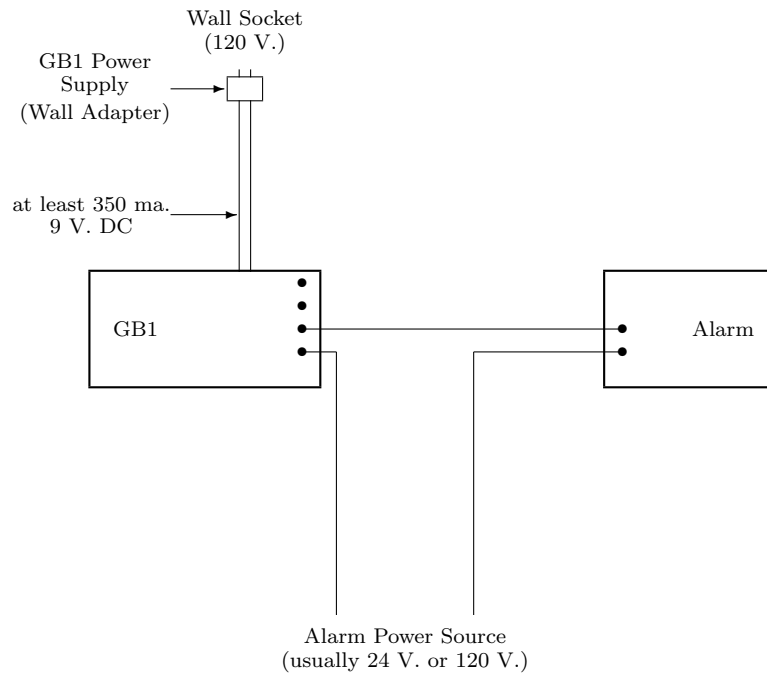 Wall Socket
(120 V.)
GB1 Power
Supply
(Wall Adapter)
at least 350 ma.
9 V. DC
GB1
Alarm
Alarm Power Source
(usually 24 V. or 120 V.)